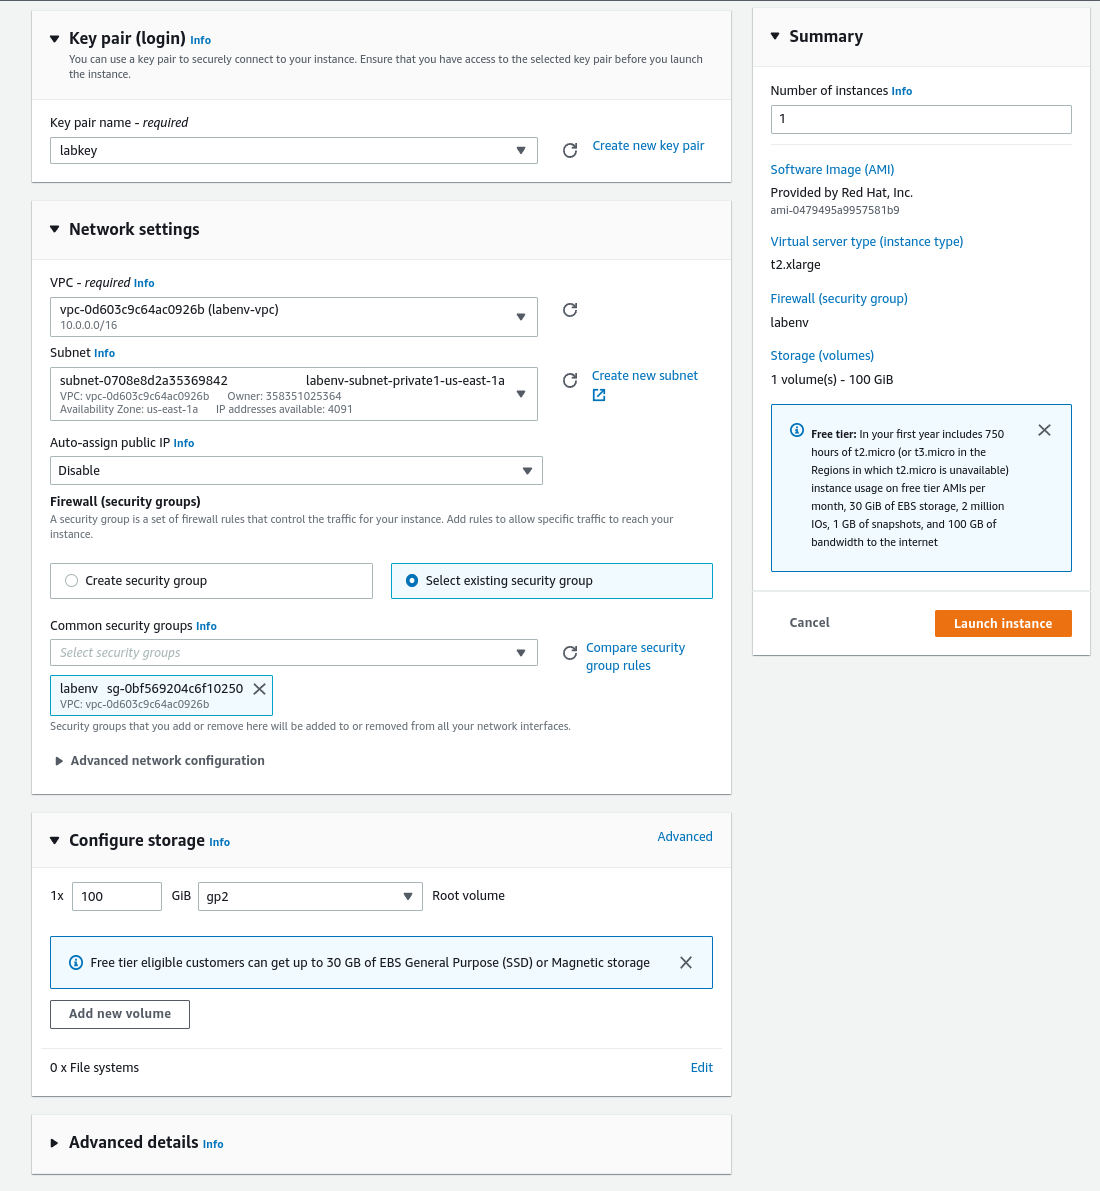 Key pair (login) Info
You can use a key pair to securely connect to your instance. Ensure that you have access to the selected key pair before you launch
the instance.
Key pair name - required
labkey
Create new key pair
Network settings
VPC - required Info
vpc-0d603c9c64ac0926b (labenv-vpc)
10.0.0.0/16
Subnet Info
subnet-0708e8d2a35369842 labenv-subnet-private1-us-east-1a
VPC: vpc-0d603c9c64ac0926b Owner: 358351025364
Availability Zone: us-east-1a IP addresses available: 4091
Create new subnet
Auto-assign public IP Info
Disable
Firewall (security groups)
A security group is a set of firewall rules that control the traffic for your instance. Add rules to allow specific traffic to reach your
instance.
Create security group
Select existing security group
Common security groups Info
Select security groups
Compare security
group rules
labenv sg-0bf569204c6f10250
VPC: vpc-0d603c9c64ac0926b
Security groups that you add or remove here will be added to or removed from all your network interfaces.
Advanced network configuration
Configure storage Info
Advanced
1x 100 GiB gp2 Root volume
Free tier eligible customers can get up to 30 GB of EBS General Purpose (SSD) or Magnetic storage
Add new volume
0 x File systems
Edit
Advanced details Info
Summary
Number of instances Info
1
Software Image (AMI)
Provided by Red Hat, Inc.
ami-0479495a9957581b9
Virtual server type (instance type)
t2.xlarge
Firewall (security group)
labenv
Storage (volumes)
1 volume(s) - 100 GiB
Free tier: In your first year includes 750
hours of t2.micro (or t3.micro in the
Regions in which t2.micro is unavailable)
instance usage on free tier AMIs per
month, 30 GiB of EBS storage, 2 million
IOs, 1 GB of snapshots, and 100 GB of
bandwidth to the internet
Cancel
Launch instance